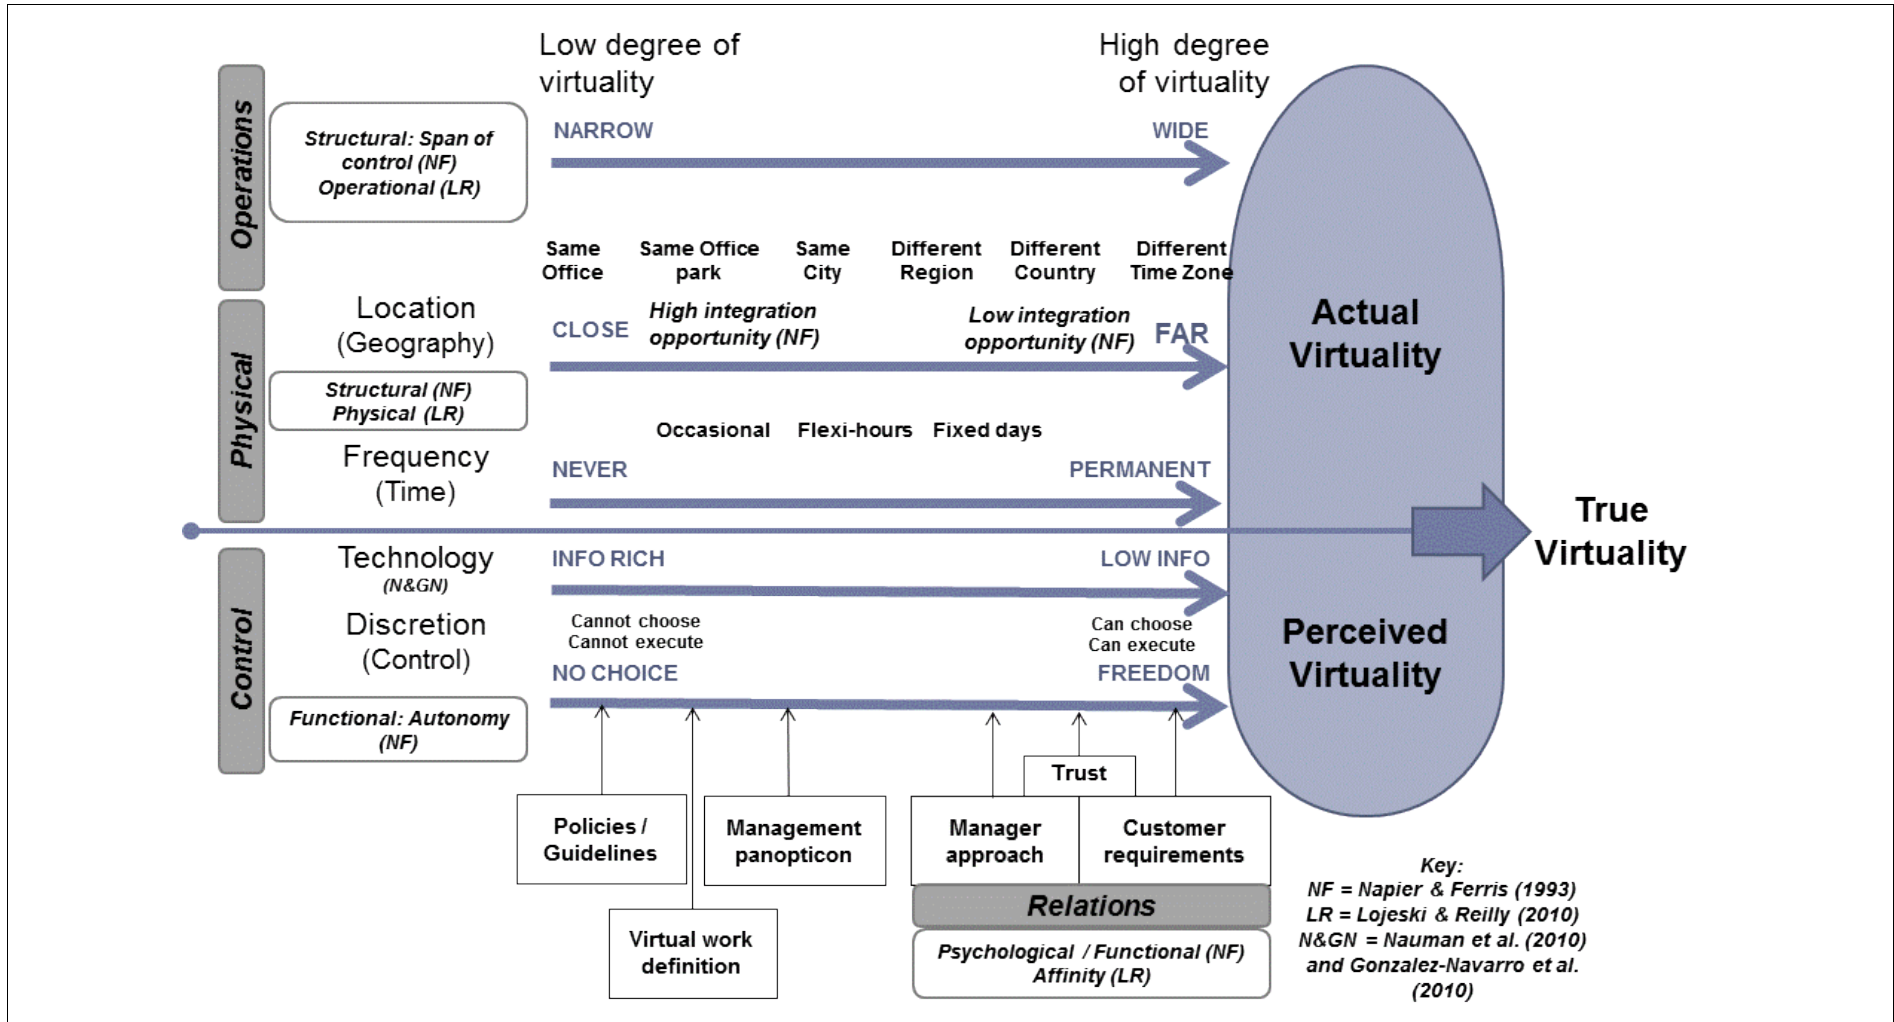 Low degree of
virtuality
High degree
of virtuality
Operations
Structural: Span of
control (NF)
Operational (LR)
NARROW
WIDE
Same
Office
Same Office
park
Same
City
Different
Region
Different
Country
Different
Time Zone
Physical
Location
(Geography)
CLOSE
High integration
opportunity (NF)
Low integration
opportunity (NF)
FAR
Structural (NF)
Physical (LR)
Occasional
Flexi-hours
Fixed days
Frequency
(Time)
NEVER
PERMANENT
Actual
Virtuality
True
Virtuality
Control
Technology
(N&GN)
INFO RICH
LOW INFO
Discretion
(Control)
Cannot choose
Cannot execute
Can choose
Can execute
NO CHOICE
FREEDOM
Perceived
Virtuality
Functional: Autonomy
(NF)
Trust
Policies /
Guidelines
Management
panopticon
Manager
approach
Customer
requirements
Virtual work
definition
Relations
Psychological / Functional (NF)
Affinity (LR)
Key:
NF = Napier & Ferris (1993)
LR = Lojeski & Reilly (2010)
N&GN = Nauman et al. (2010)
and Gonzalez-Navarro et al.
(2010)